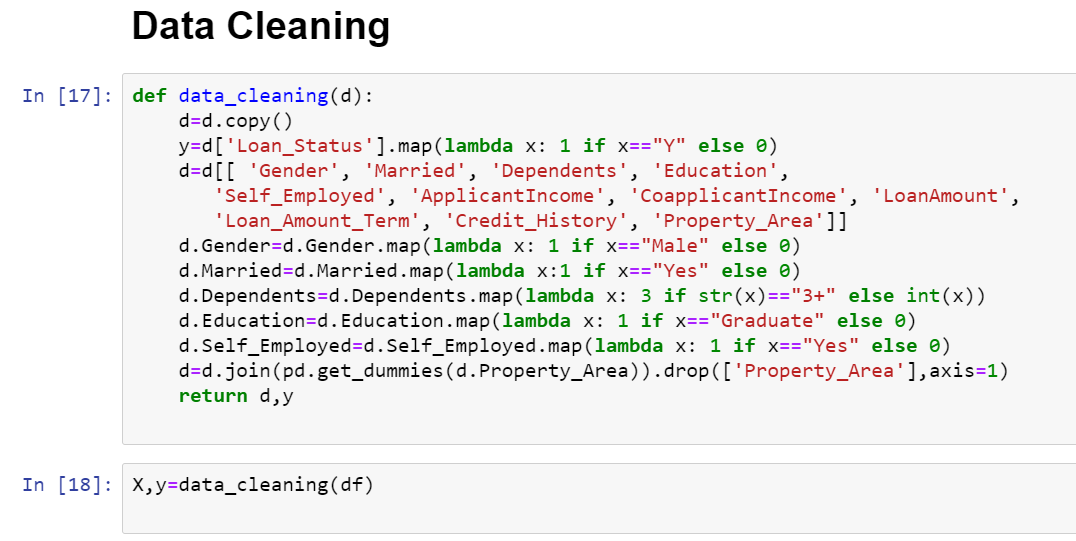 Data Cleaning
In [17]: def data_cleaning(d):
    d=d.copy()
    y=d['Loan_Status'].map(lambda x: 1 if x=="Y" else 0)
    d=d[[ 'Gender', 'Married', 'Dependents', 'Education',
       'Self_Employed', 'ApplicantIncome', 'CoapplicantIncome', 'LoanAmount',
       'Loan_Amount_Term', 'Credit_History', 'Property_Area']]
    d.Gender=d.Gender.map(lambda x: 1 if x=="Male" else 0)
    d.Married=d.Married.map(lambda x:1 if x=="Yes" else 0)
    d.Dependents=d.Dependents.map(lambda x: 3 if str(x)=="3+" else int(x))
    d.Education=d.Education.map(lambda x: 1 if x=="Graduate" else 0)
    d.Self_Employed=d.Self_Employed.map(lambda x: 1 if x=="Yes" else 0)
    d=d.join(pd.get_dummies(d.Property_Area)).drop(['Property_Area'],axis=1)
    return d,y
In [18]: X,y=data_cleaning(df)